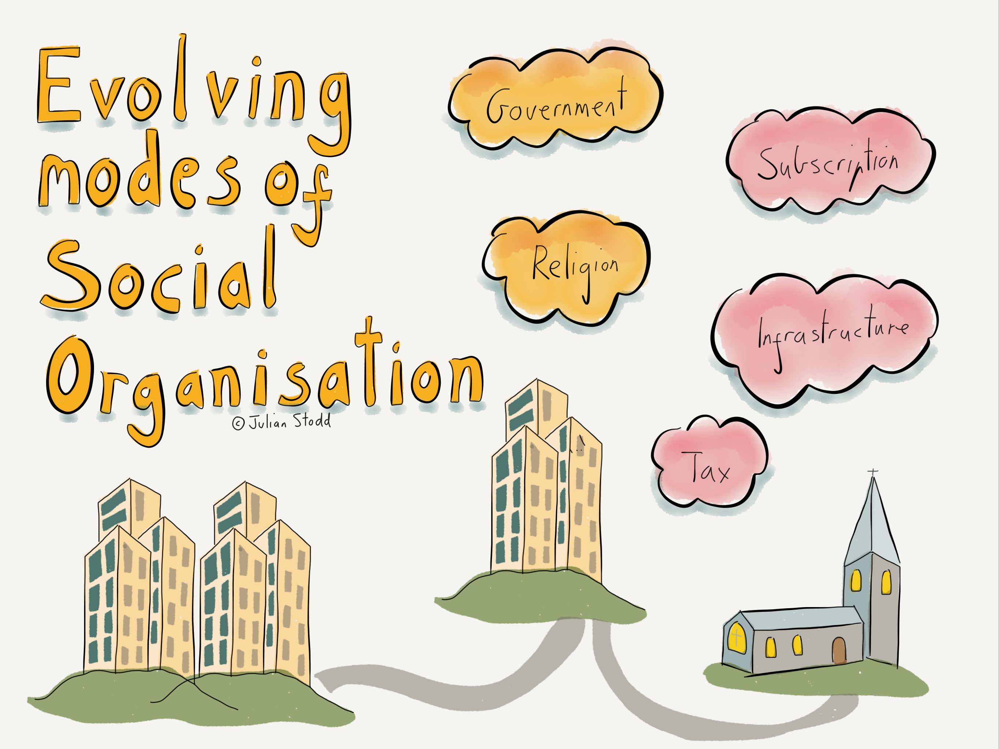 Evolving
modes of
Social
Organisation
© Julian Stodd
Government
Subscription
Religion
Infrastructure
Tax